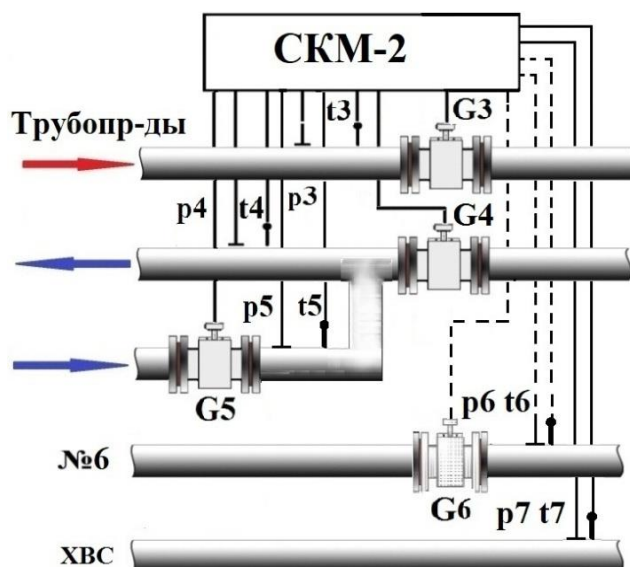 СКМ-2
Трубопр-ды
t3
G3
p4
t4
p3
G4
p5
t5
G5
p6 t6
№6
G6
p7 t7
ХВС